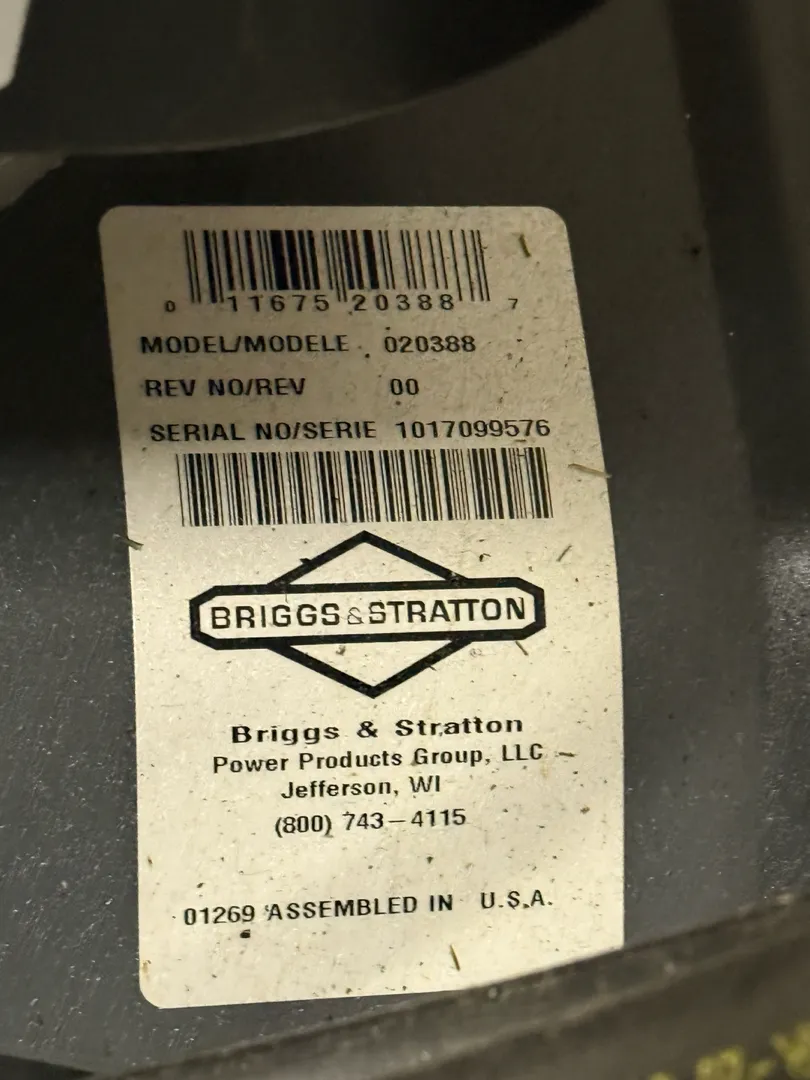 0 11675 20388 7
MODEL/MODELE 020388
REV NO/REV 00
SERIAL NO/SERIE 1017099576
BRIGGS & STRATTON
Briggs & Stratton
Power Products Group, LLC
Jefferson, WI
(800) 743-4115
01269 ASSEMBLED IN U.S.A.